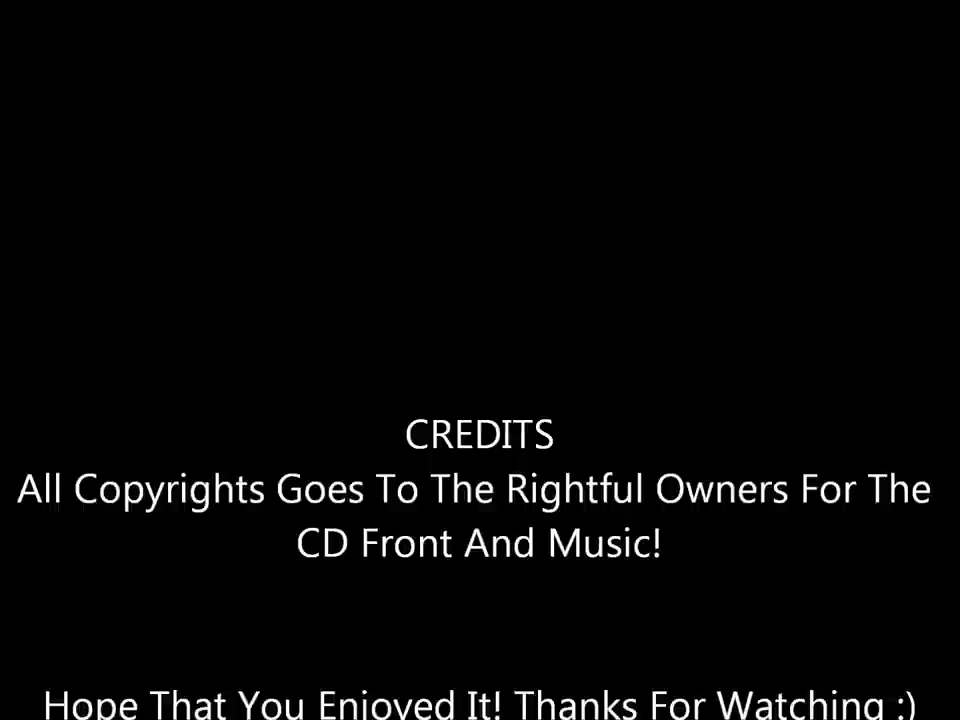 CREDITS
All Copyrights Goes To The Rightful Owners For The
CD Front And Music!
Hope That You Enjoyed It! Thanks For Watching :)